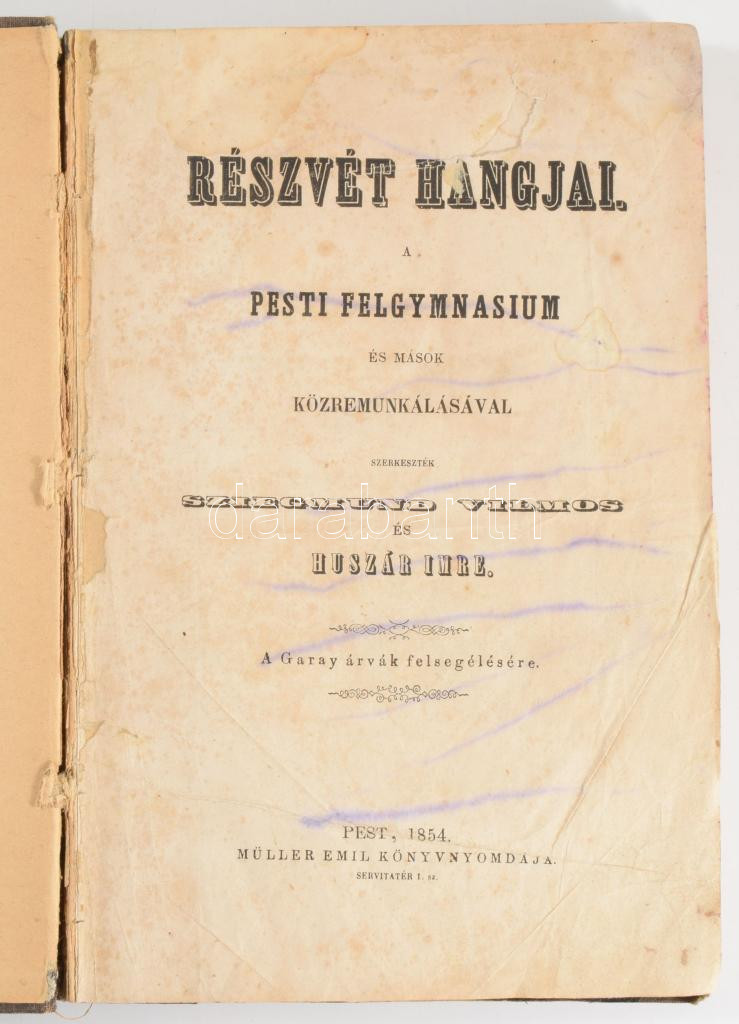 RÉSZVÉT HANGJAI.
A
PESTI FELGYMNASIUM
ÉS MÁSOK
KÖZREMUNKÁLÁSÁVAL
SZERKESZTÉK
SZIEGMUND VILMOS
darabanth
ÉS
HUSZÁR IMRE.
A Garay árvák felsegélésére.
PEST, 1854.
MÜLLER EMIL KÖNYVNYOMDÁJA.
SERVITATÉR 1. sz.